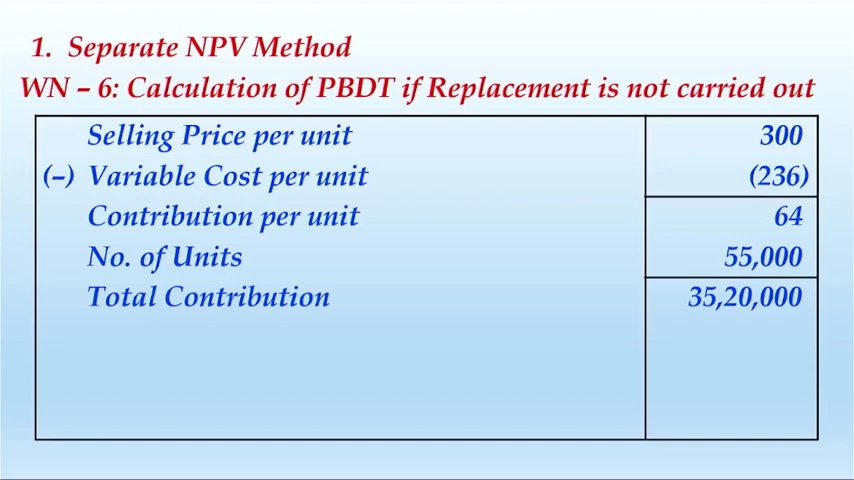 1. Separate NPV Method
WN – 6: Calculation of PBDT if Replacement is not carried out
Selling Price per unit 300
(–) Variable Cost per unit (236)
Contribution per unit 64
No. of Units 55,000
Total Contribution 35,20,000